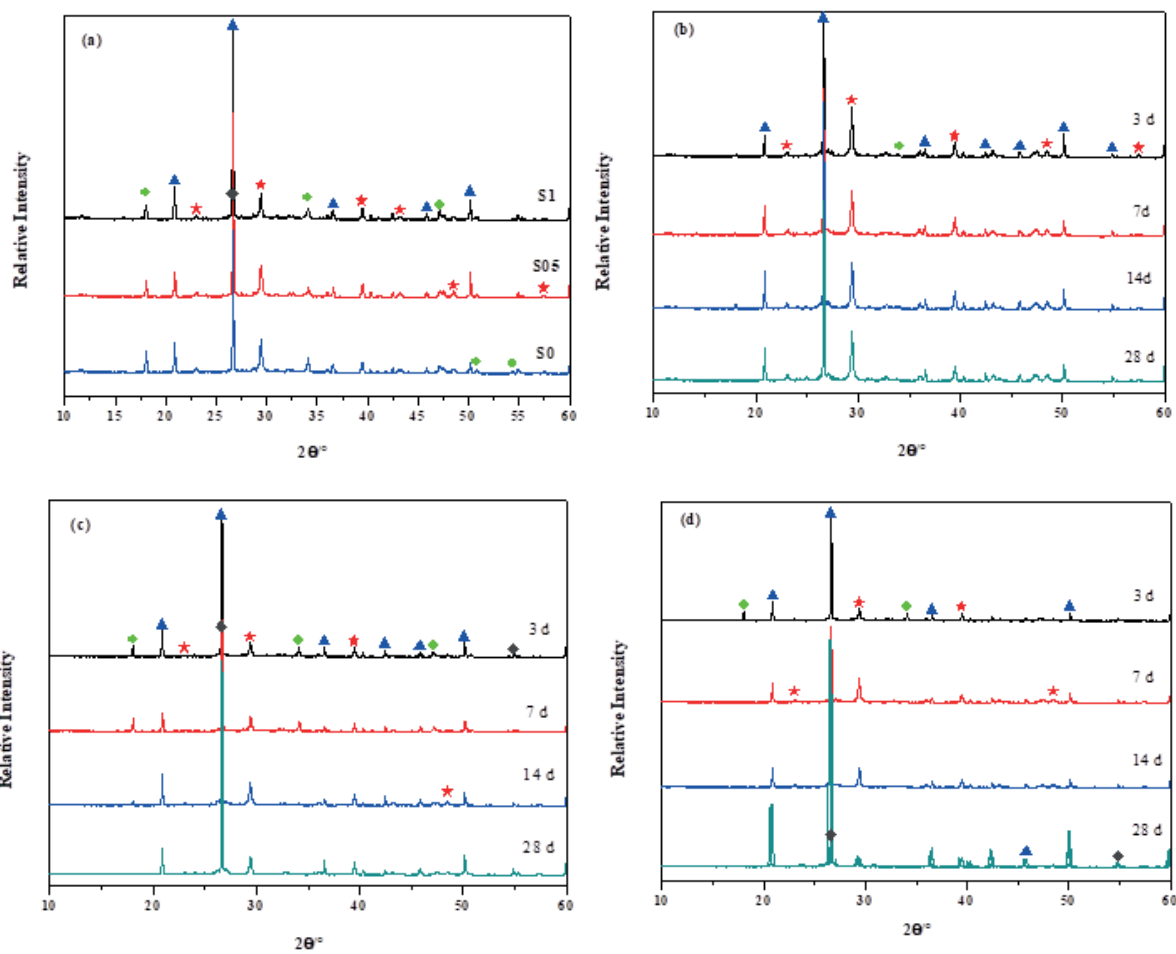 (a)
Relative Intensity
S1
S05
S0
10 15 20 25 30 35 40 45 50 55 60
2θ/°
(b)
Relative Intensity
3 d
7d
14d
28 d
10 20 30 40 50 60
2θ/°
(c)
Relative Intensity
3 d
7 d
14 d
28 d
10 20 30 40 50 60
2θ/°
(d)
Relative Intensity
3 d
7 d
14 d
28 d
10 20 30 40 50 60
2θ/°